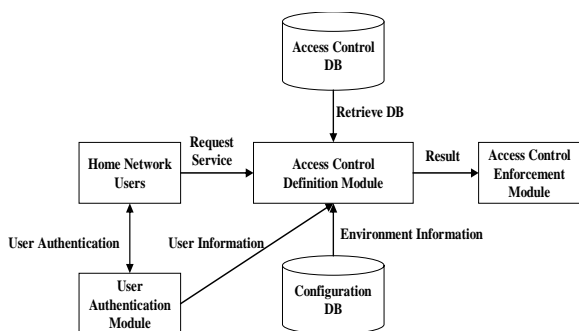 Access Control
DB
Retrieve DB
Request
Service
Home Network
Users
Access Control
Definition Module
Result
Access Control
Enforcement
Module
User Authentication
User Information
Environment Information
User
Authentication
Module
Configuration
DB